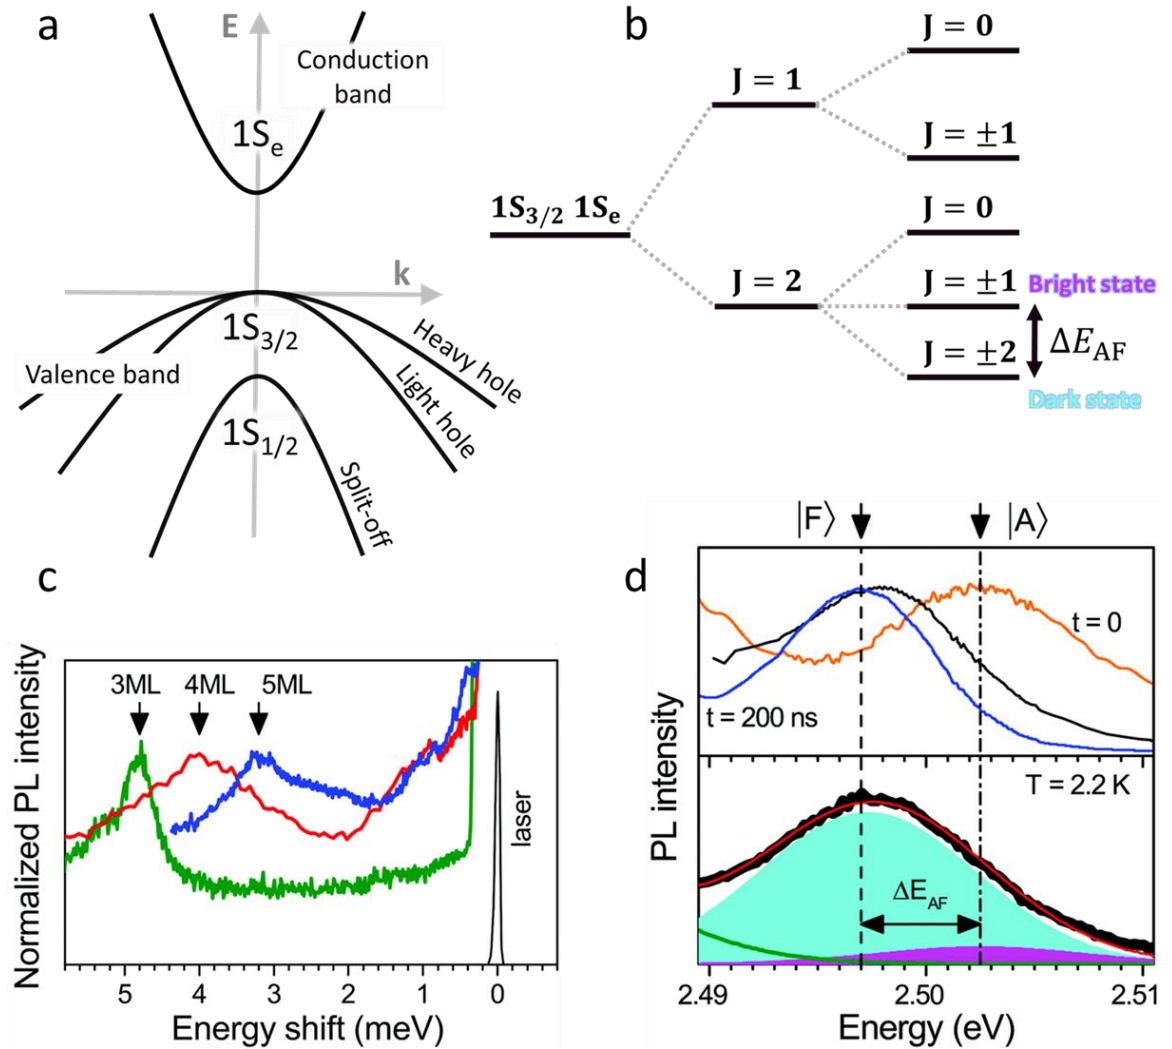 a
E
Conduction
band
1Sₑ
k
1S₃/₂
Valence band
Heavy hole
Light hole
1S₁/₂
Split-off
b
J = 0
J = 1
J = ±1
1S₃/₂ 1Sₑ
J = 0
J = 2
J = ±1
Bright state
ΔE_AF
J = ±2
Dark state
c
3ML 4ML 5ML
laser
Normalized PL intensity
5 4 3 2 1 0
Energy shift (meV)
d
|F⟩ |A⟩
t = 0
t = 200 ns
T = 2.2 K
ΔE_AF
PL intensity
2.49 2.50 2.51
Energy (eV)